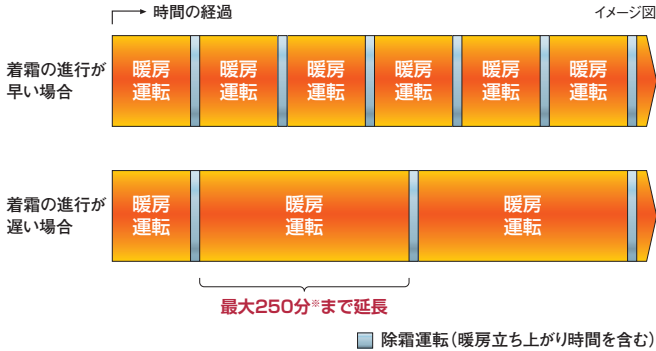 時間の経過
イメージ図
着霜の進行が
早い場合
暖房
運転
暖房
運転
暖房
運転
暖房
運転
暖房
運転
暖房
運転
着霜の進行が
遅い場合
暖房
運転
暖房
運転
暖房
運転
最大250分※まで延長
除霜運転(暖房立ち上がり時間を含む)